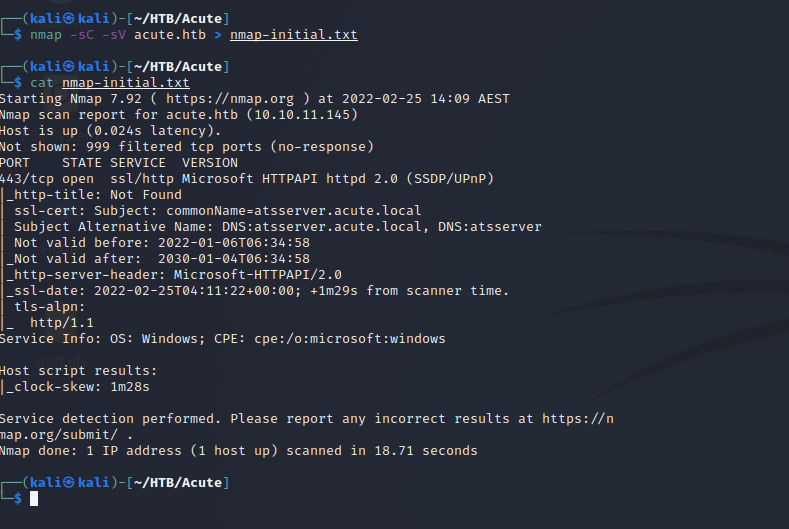 ┌──(kali㉿kali)-[~/HTB/Acute]
└─$ nmap -sC -sV acute.htb > nmap-initial.txt
┌──(kali㉿kali)-[~/HTB/Acute]
└─$ cat nmap-initial.txt
Starting Nmap 7.92 ( https://nmap.org ) at 2022-02-25 14:09 AEST
Nmap scan report for acute.htb (10.10.11.145)
Host is up (0.024s latency).
Not shown: 999 filtered tcp ports (no-response)
PORT    STATE SERVICE  VERSION
443/tcp open  ssl/http Microsoft HTTPAPI httpd 2.0 (SSDP/UPnP)
|_http-title: Not Found
| ssl-cert: Subject: commonName=atsserver.acute.local
| Subject Alternative Name: DNS:atsserver.acute.local, DNS:atsserver
| Not valid before: 2022-01-06T06:34:58
|_Not valid after:  2030-01-04T06:34:58
|_http-server-header: Microsoft-HTTPAPI/2.0
|_ssl-date: 2022-02-25T04:11:22+00:00; +1m29s from scanner time.
| tls-alpn:
|_  http/1.1
Service Info: OS: Windows; CPE: cpe:/o:microsoft:windows
Host script results:
|_clock-skew: 1m28s
Service detection performed. Please report any incorrect results at https://n
map.org/submit/ .
Nmap done: 1 IP address (1 host up) scanned in 18.71 seconds
┌──(kali㉿kali)-[~/HTB/Acute]
└─$